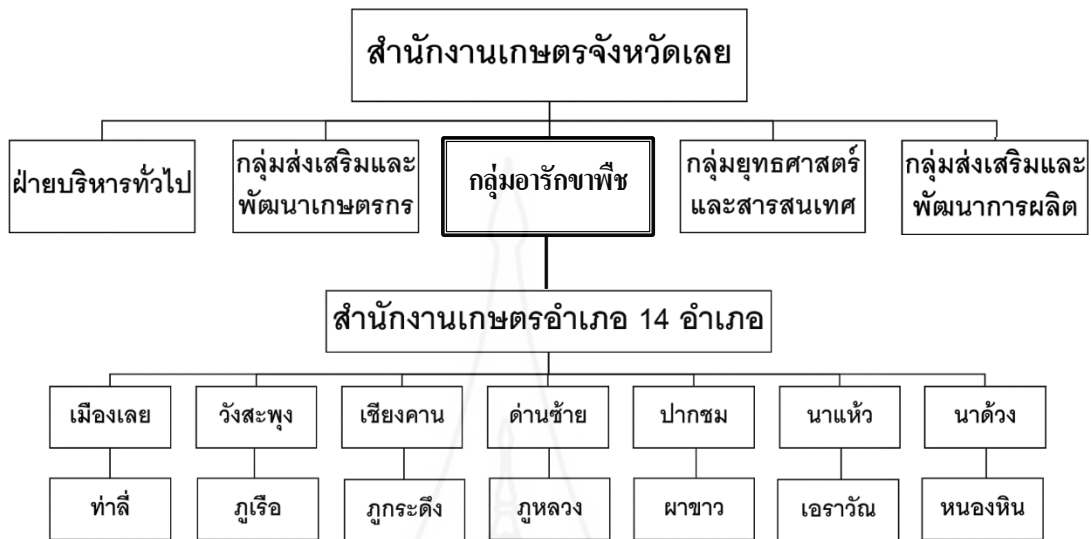 สำนักงานเกษตรจังหวัดเลย
ฝ่ายบริหารทั่วไป
กลุ่มส่งเสริมและ
พัฒนาเกษตรกร
กลุ่มอารักขาพืช
กลุ่มยุทธศาสตร์
และสารสนเทศ
กลุ่มส่งเสริมและ
พัฒนาการผลิต
สำนักงานเกษตรอำเภอ 14 อำเภอ
เมืองเลย
วังสะพุง
เชียงคาน
ด่านซ้าย
ปากชม
นาแห้ว
นาด้วง
ท่าลี่
ภูเรือ
ภูกระดึง
ภูหลวง
ผาขาว
เอราวัณ
หนองหิน